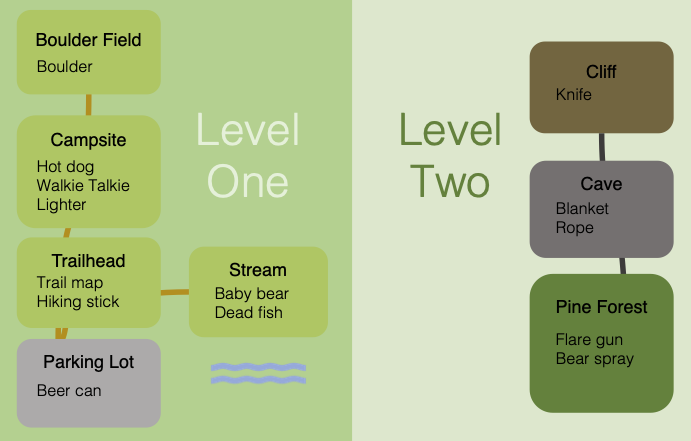 Boulder Field
Boulder
Campsite
Hot dog
Walkie Talkie
Lighter
Trailhead
Trail map
Hiking stick
Parking Lot
Beer can
Stream
Baby bear
Dead fish
Level
One
Level
Two
Cliff
Knife
Cave
Blanket
Rope
Pine Forest
Flare gun
Bear spray